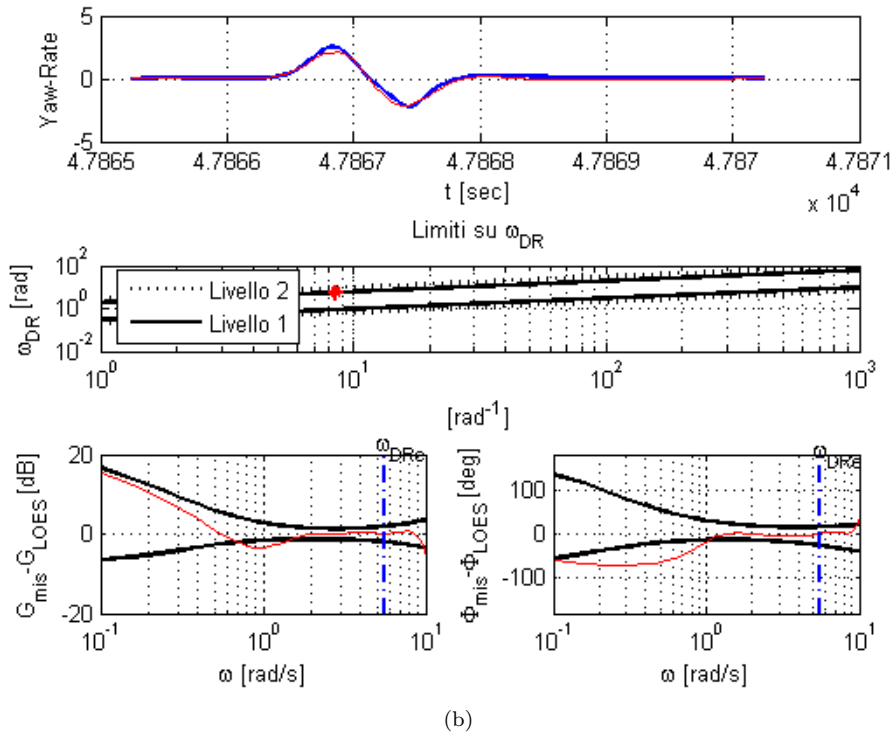 5
0
-5
Yaw-Rate
4.7865 4.7866 4.7867 4.7868 4.7869 4.787 4.7871
t [sec]
x 10^4
Limiti su ω_DR
10^2
10^0
10^-2
ω_DR [rad]
Livello 2
Livello 1
10^0 10^1 10^2 10^3
[rad^-1]
20
0
-20
G_mis-G_LOES [dB]
ω_DRe
10^-1 10^0 10^1
ω [rad/s]
100
0
-100
Φ_mis-Φ_LOES [deg]
ω_DRe
10^-1 10^0 10^1
ω [rad/s]
(b)